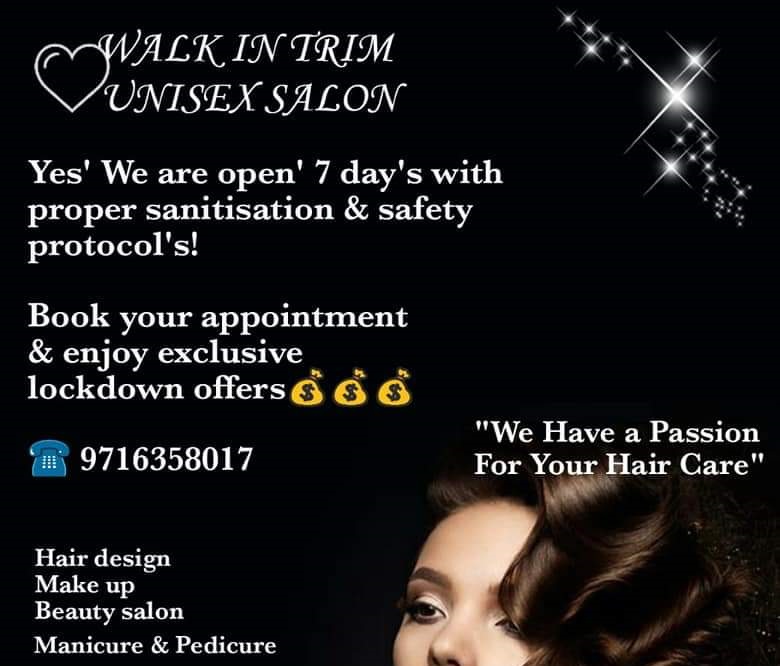 WALK IN TRIM
UNISEX SALON
Yes' We are open' 7 day's with
proper sanitisation & safety
protocol's!
Book your appointment
& enjoy exclusive
lockdown offers💰💰💰
☎ 9716358017
"We Have a Passion
For Your Hair Care"
Hair design
Make up
Beauty salon
Manicure & Pedicure